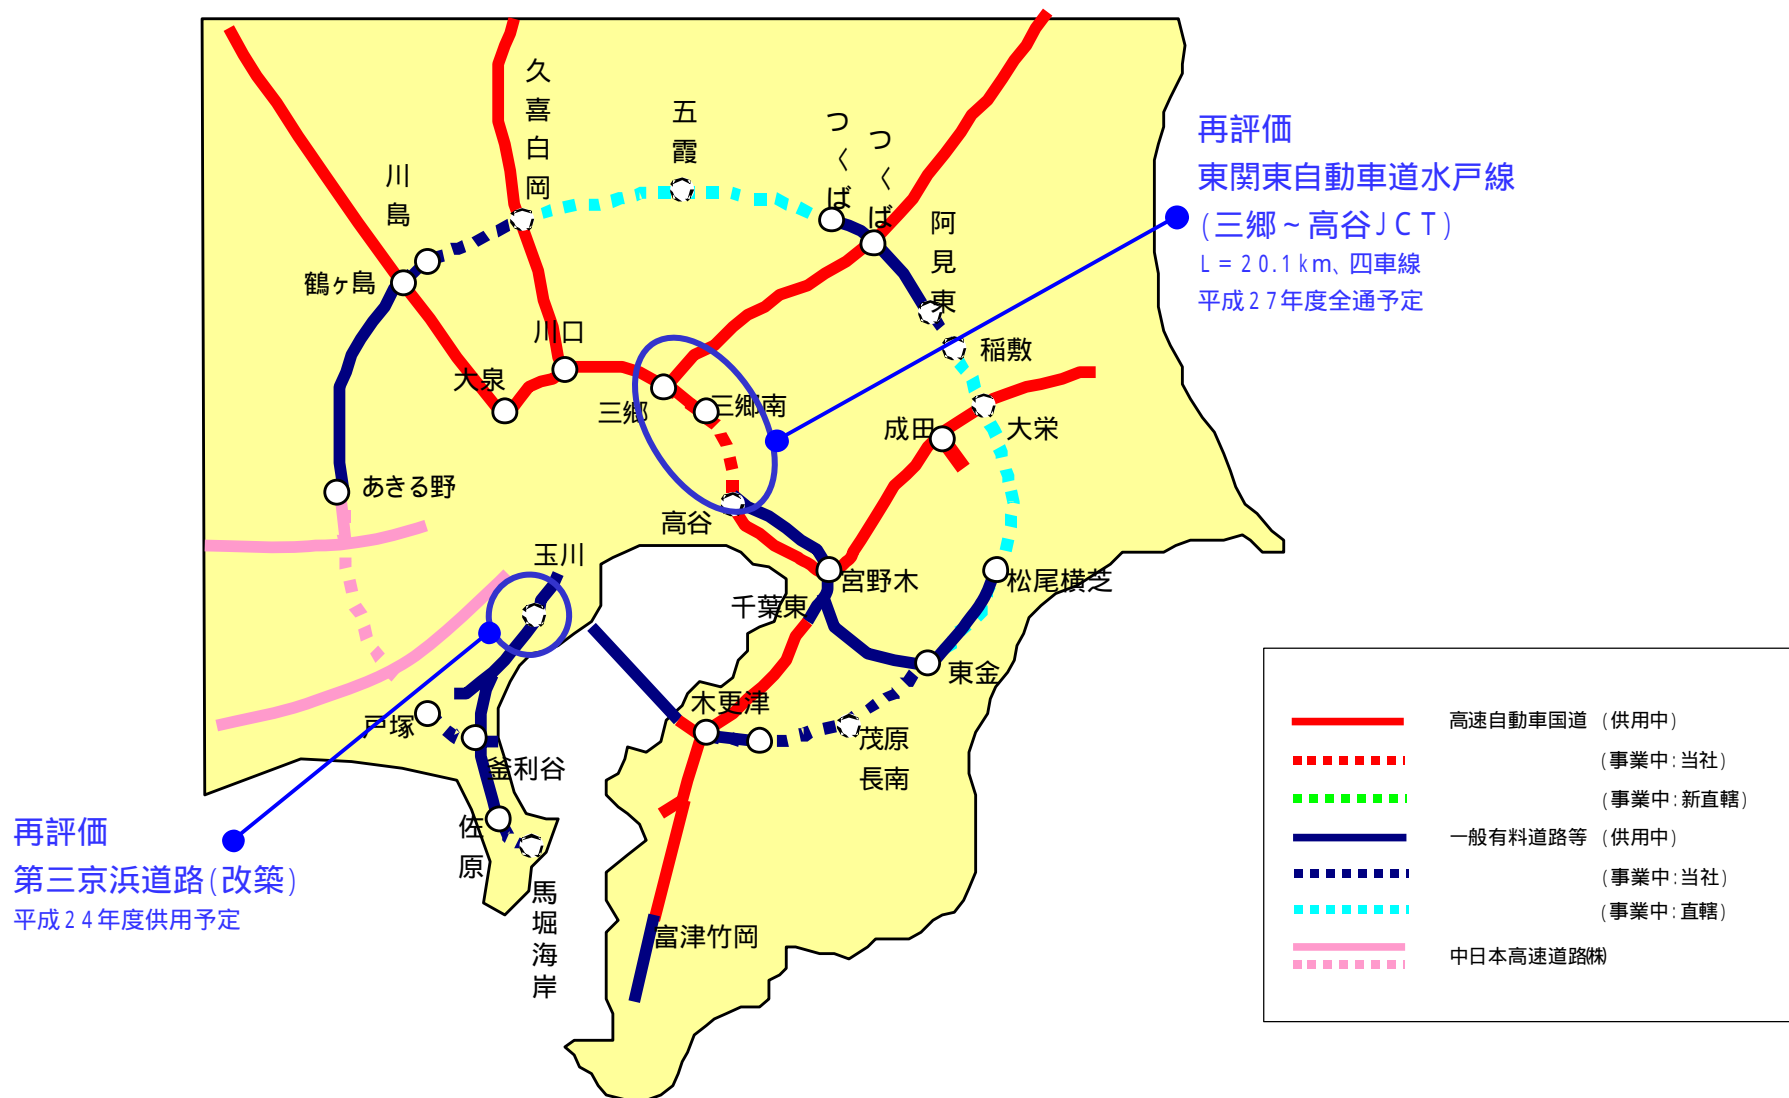 久喜白岡
五霞
つくば
つくば
川島
阿見東
鶴ヶ島
川口
稲敷
大泉
三郷
三郷南
成田
大栄
あきる野
高谷
玉川
宮野木
松尾横芝
千葉東
東金
木更津
戸塚
茂原
長南
釜利谷
佐原
馬堀海岸
富津竹岡
再評価
東関東自動車道水戸線
(三郷~高谷JCT)
L=20.1km、四車線
平成27年度全通予定
再評価
第三京浜道路(改築)
平成24年度供用予定
高速自動車国道 (供用中)
(事業中:当社)
(事業中:新直轄)
一般有料道路等 (供用中)
(事業中:当社)
(事業中:直轄)
中日本高速道路㈱